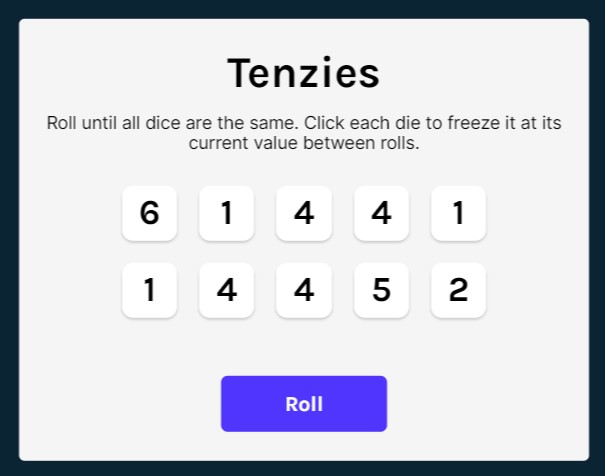 Tenzies
Roll until all dice are the same. Click each die to freeze it at its
current value between rolls.
6 1 4 4 1
1 4 4 5 2
Roll